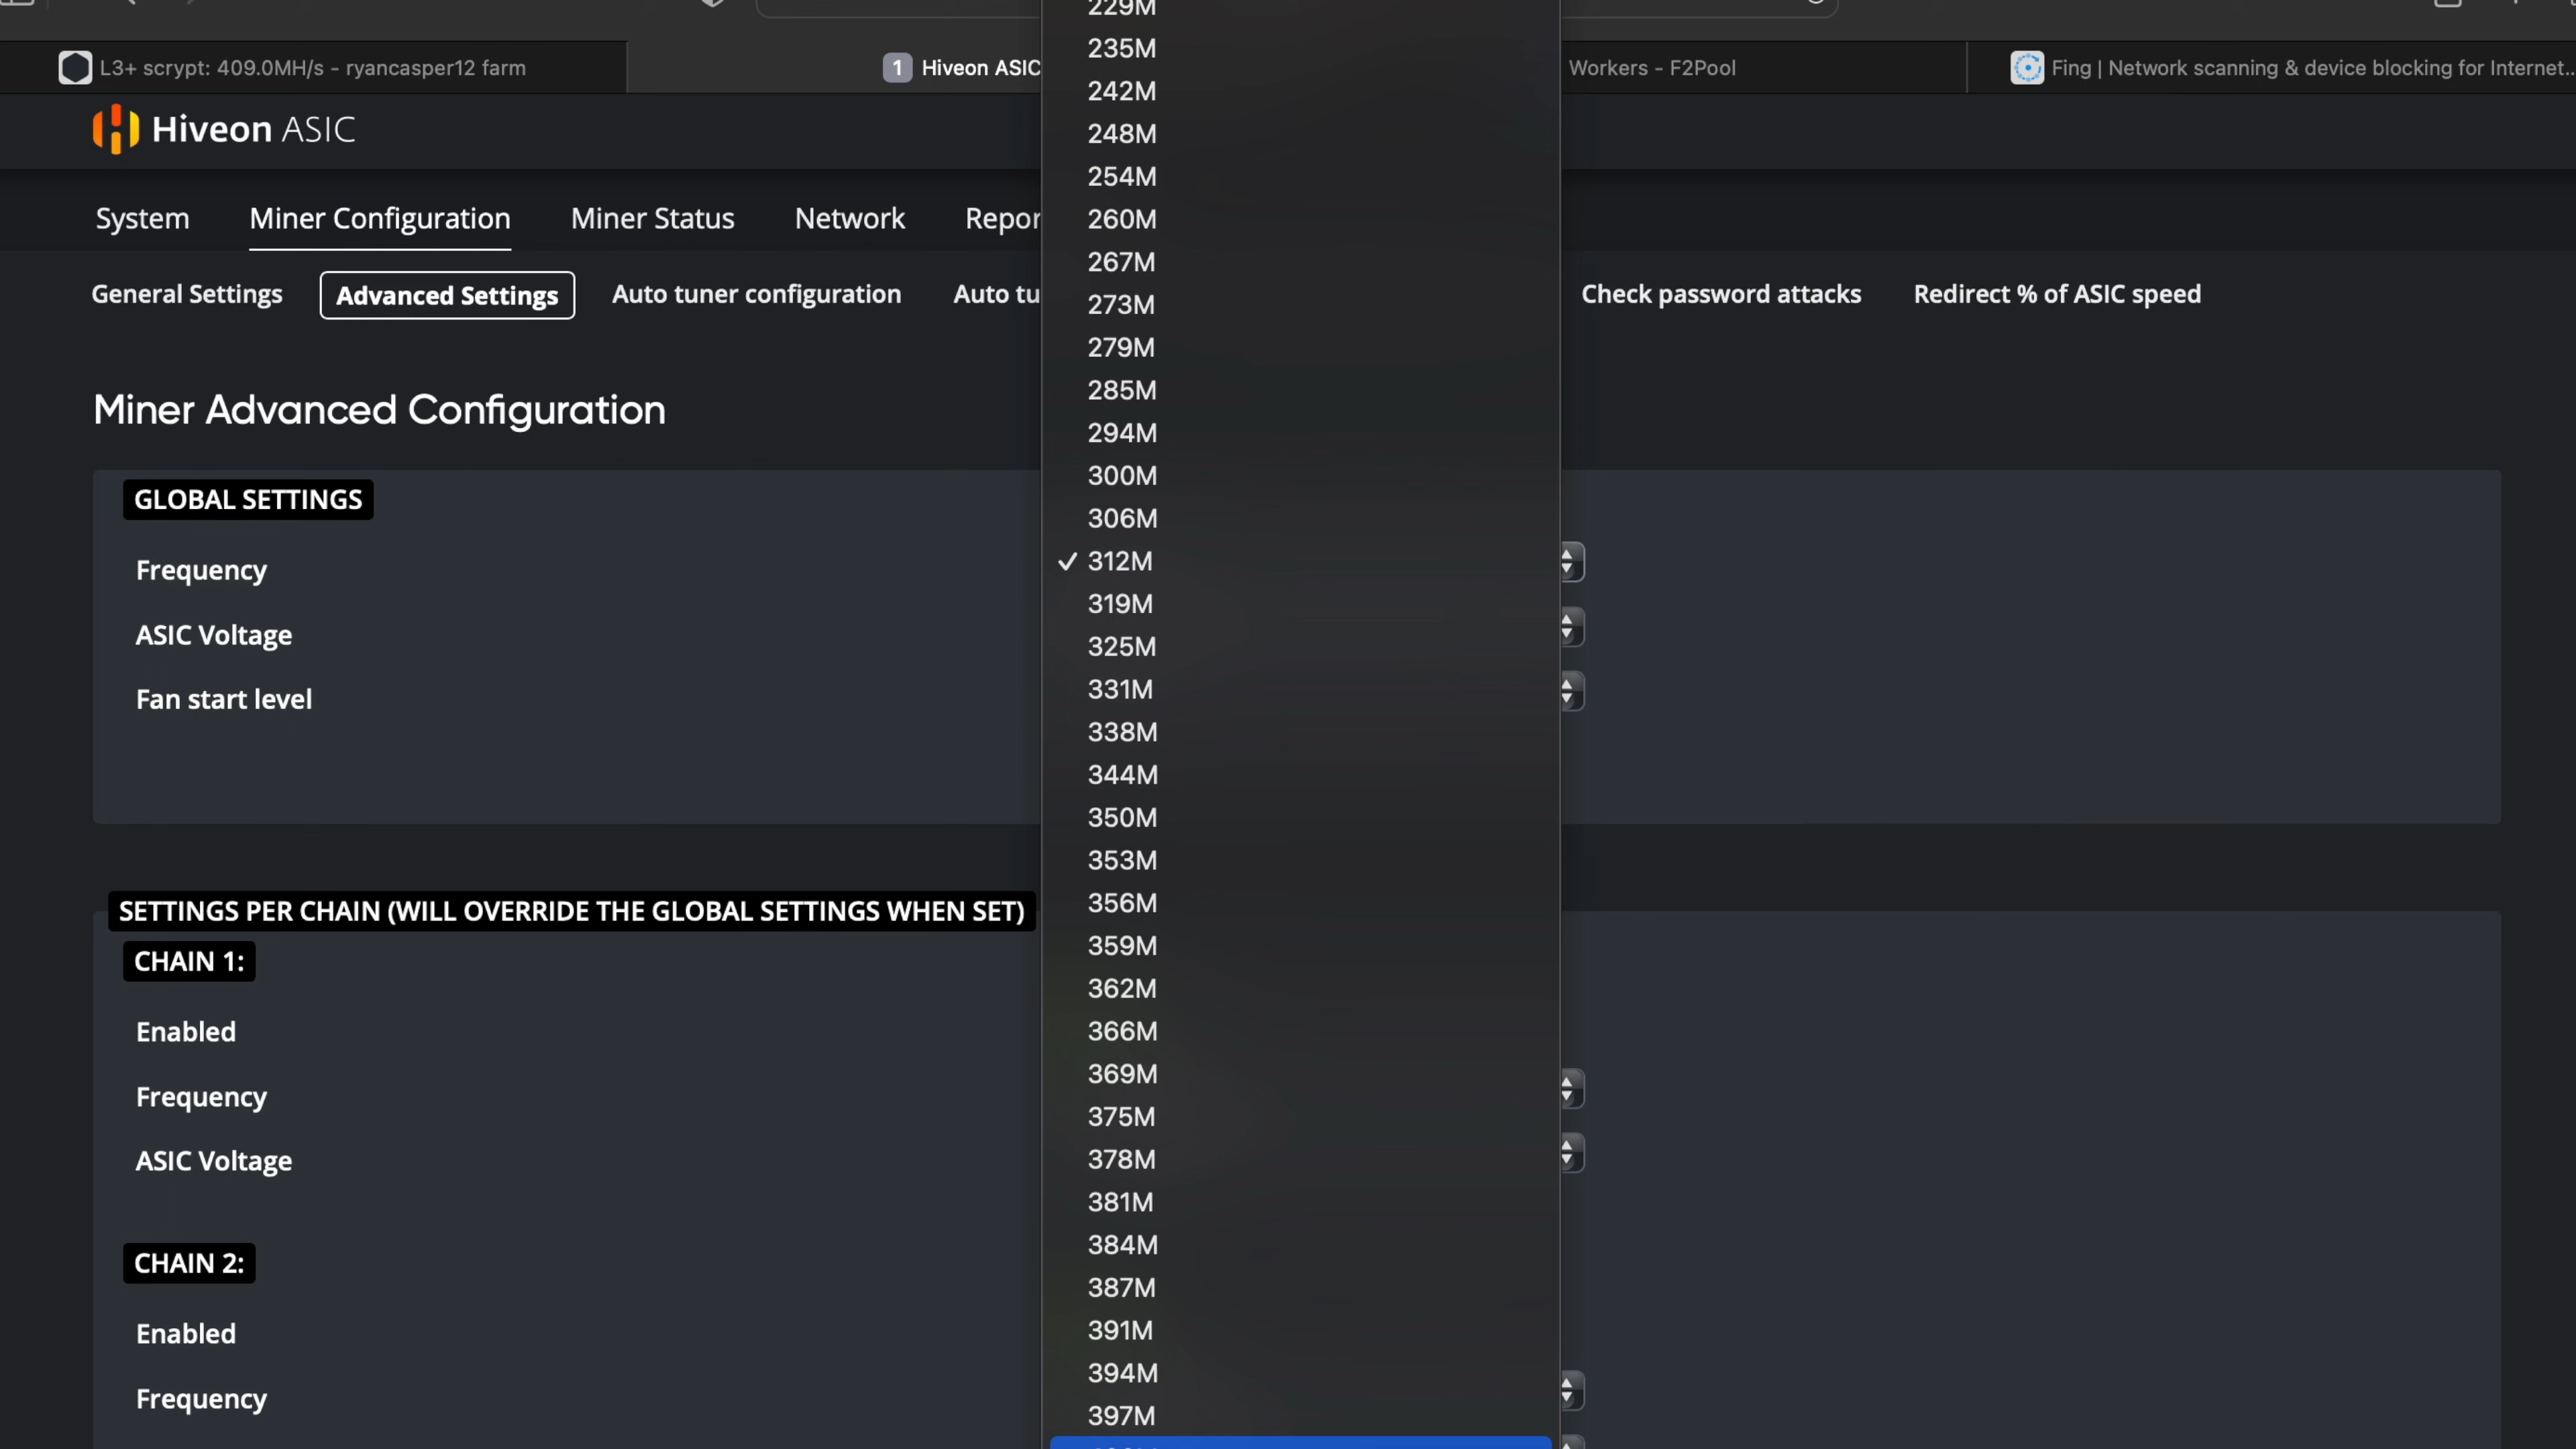 229M
L3+ scrypt: 409.0MH/s - ryancasper12 farm
1 Hiveon ASIC
Workers - F2Pool
Fing | Network scanning & device blocking for Internet...
Hiveon ASIC
System
Miner Configuration
Miner Status
Network
Repor
General Settings
Advanced Settings
Auto tuner configuration
Auto tu
Check password attacks
Redirect % of ASIC speed
Miner Advanced Configuration
GLOBAL SETTINGS
Frequency
ASIC Voltage
Fan start level
SETTINGS PER CHAIN (WILL OVERRIDE THE GLOBAL SETTINGS WHEN SET)
CHAIN 1:
Enabled
Frequency
ASIC Voltage
CHAIN 2:
Enabled
Frequency
235M
242M
248M
254M
260M
267M
273M
279M
285M
294M
300M
306M
✓ 312M
319M
325M
331M
338M
344M
350M
353M
356M
359M
362M
366M
369M
375M
378M
381M
384M
387M
391M
394M
397M